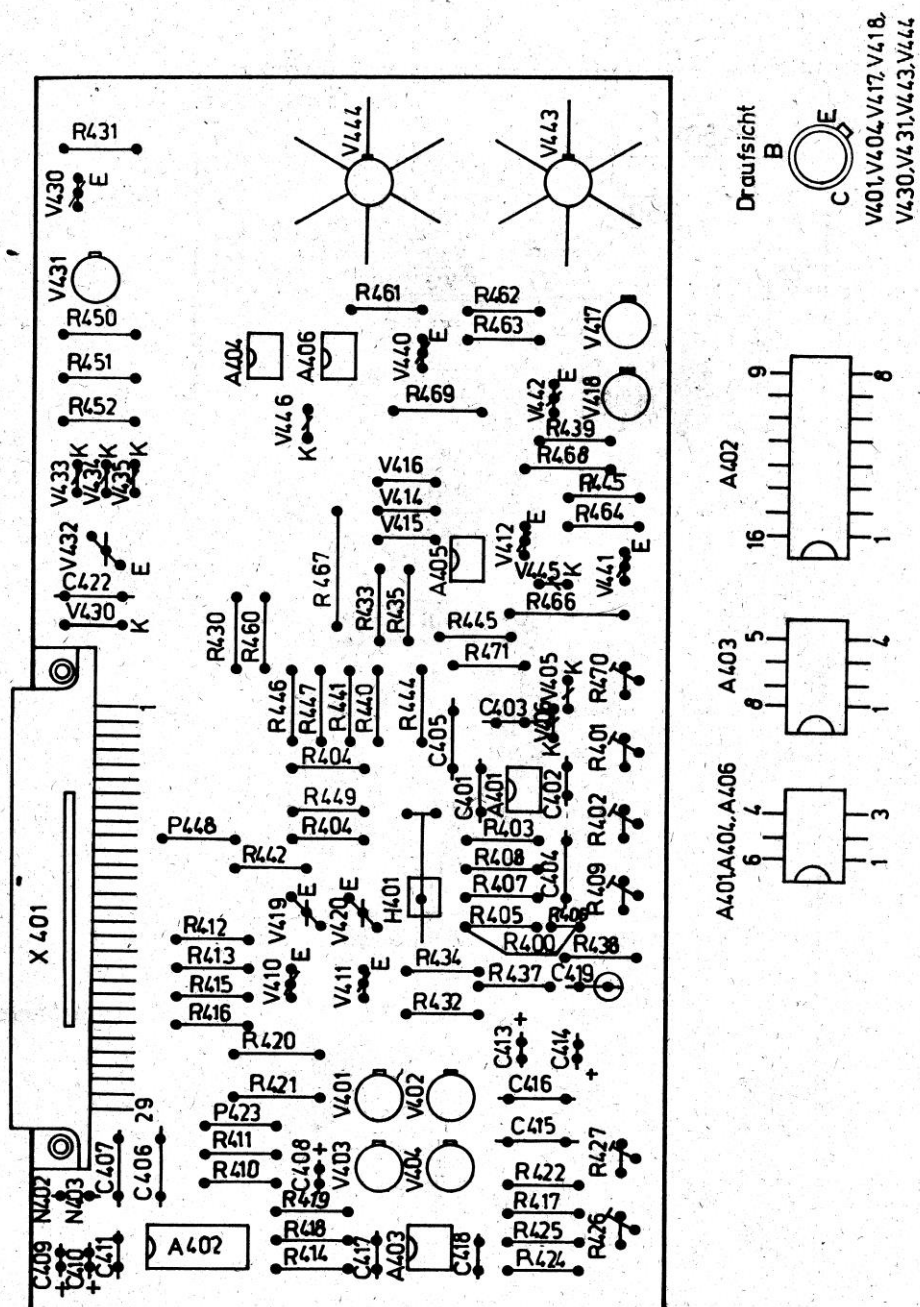 R431
V430
E
V431
R450
R451
R452
V433 K
V434 K
V435 K
V432
E
C422
V430
K
V444
V443
R461
R462
R463
V417
A404
A406
V440
E
R469
V442
E
V418
V446
K
R439
R468
V416
R445
V414
R464
V415
V412
E
R467
A405
V445
K
V441
E
R433
R435
R466
R430
R460
R445
R471
R446
R447
R441
R440
R444
C405
C403
V406
K
V405
K
R470
R401
X 401
1
29
R404
R449
R404
C401
A401
C402
R402
P448
R442
R403
R408
R407
C404
R409
V419
E
V420
E
H401
R405
R406
R400
R438
R412
R413
R415
R416
V410
E
V411
E
R434
R432
R437
C419
R420
R421
C413
+
C414
+
V401
V402
C416
P423
R411
R410
C408
+
V403
V404
C415
R427
N402
N403
C407
C406
R422
R419
R417
R418
R425
R426
R414
R424
C409
+
C410
+
C411
A402
C417
A403
C418
Draufsicht
B
E
C
V401,V404,V417,V418,
V430,V431,V443,V444
A402
16
9
1
8
A403
8
5
1
4
A401,A404,A406
6
4
1
3